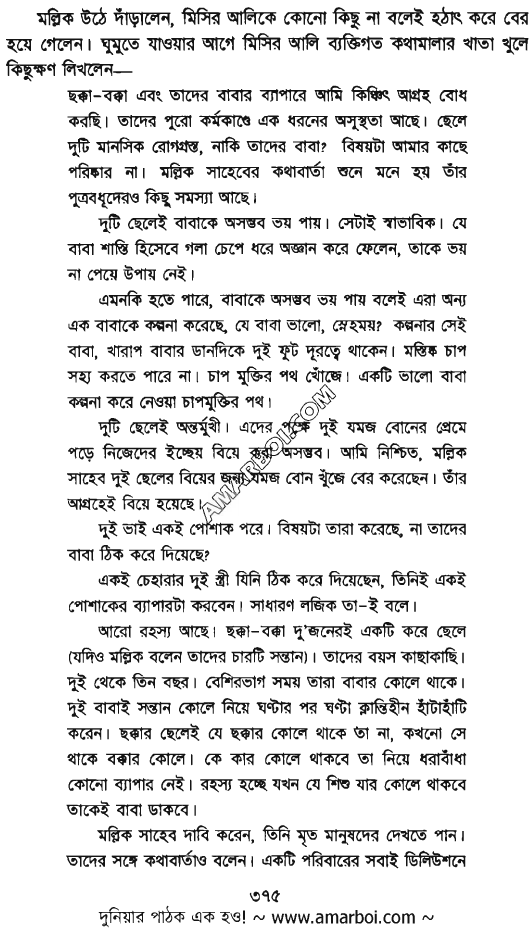 মল্লিক উঠে দাঁড়ালেন, মিসির আলিকে কোনো কিছু না বলেই হঠাৎ করে বের
হয়ে গেলেন। ঘুমুতে যাওয়ার আগে মিসির আলি ব্যক্তিগত কথামালার খাতা খুলে
কিছুক্ষণ লিখলেন—
ছক্কা-বক্কা এবং তাদের বাবার ব্যাপারে আমি কিঞ্চিৎ আগ্রহ বোধ
করছি। তাদের পুরো কর্মকাণ্ডে এক ধরনের অসুস্থতা আছে। ছেলে
দুটি মানসিক রোগগ্রস্ত, নাকি তাদের বাবা? বিষয়টা আমার কাছে
পরিষ্কার না। মল্লিক সাহেবের কথাবার্তা শুনে মনে হয় তাঁর
পুত্রবধূদেরও কিছু সমস্যা আছে।
দুটি ছেলেই বাবাকে অসম্ভব ভয় পায়। সেটাই স্বাভাবিক। যে
বাবা শাস্তি হিসেবে গলা চেপে ধরে অজ্ঞান করে ফেলেন, তাকে ভয়
না পেয়ে উপায় নেই।
এমনকি হতে পারে, বাবাকে অসম্ভব ভয় পায় বলেই এরা অন্য
এক বাবাকে কল্পনা করেছে, যে বাবা ভালো, স্নেহময়? কল্পনার সেই
বাবা, খারাপ বাবার ডানদিকে দুই ফুট দূরত্বে থাকেন। মস্তিষ্ক চাপ
সহ্য করতে পারে না। চাপ মুক্তির পথ খোঁজে। একটি ভালো বাবা
কল্পনা করে নেওয়া চাপমুক্তির পথ।
দুটি ছেলেই অন্তর্মুখী। এদের পক্ষে দুই যমজ বোনের প্রেমে
পড়ে নিজেদের ইচ্ছেয় বিয়ে করা অসম্ভব। আমি নিশ্চিত, মল্লিক
সাহেব দুই ছেলের বিয়ের জন্য যমজ বোন খুঁজে বের করেছেন। তাঁর
আগ্রহেই বিয়ে হয়েছে।
দুই ভাই একই পোশাক পরে। বিষয়টা তারা করেছে, না তাদের
বাবা ঠিক করে দিয়েছে?
একই চেহারার দুই স্ত্রী যিনি ঠিক করে দিয়েছেন, তিনিই একই
পোশাকের ব্যাপারটা করবেন। সাধারণ লজিক তা-ই বলে।
আরো রহস্য আছে। ছক্কা-বক্কা দু'জনেরই একটি করে ছেলে
(যদিও মল্লিক বলেন তাদের চারটি সন্তান)। তাদের বয়স কাছাকাছি।
দুই থেকে তিন বছর। বেশিরভাগ সময় তারা বাবার কোলে থাকে।
দুই বাবাই সন্তান কোলে নিয়ে ঘণ্টার পর ঘণ্টা ক্লান্তিহীন হাঁটাহাঁটি
করেন। ছক্কার ছেলেই যে ছক্কার কোলে থাকে তা না, কখনো সে
থাকে বক্কার কোলে। কে কার কোলে থাকবে তা নিয়ে ধরাবাঁধা
কোনো ব্যাপার নেই। রহস্য হচ্ছে যখন যে শিশু যার কোলে থাকবে
তাকেই বাবা ডাকবে।
মল্লিক সাহেব দাবি করেন, তিনি মৃত মানুষদের দেখতে পান।
তাদের সঙ্গে কথাবার্তাও বলেন। একটি পরিবারের সবাই ডিলিউশনে
৩৭৫
দুনিয়ার পাঠক এক হও! ~ www.amarboi.com ~
AMARBOI.COM